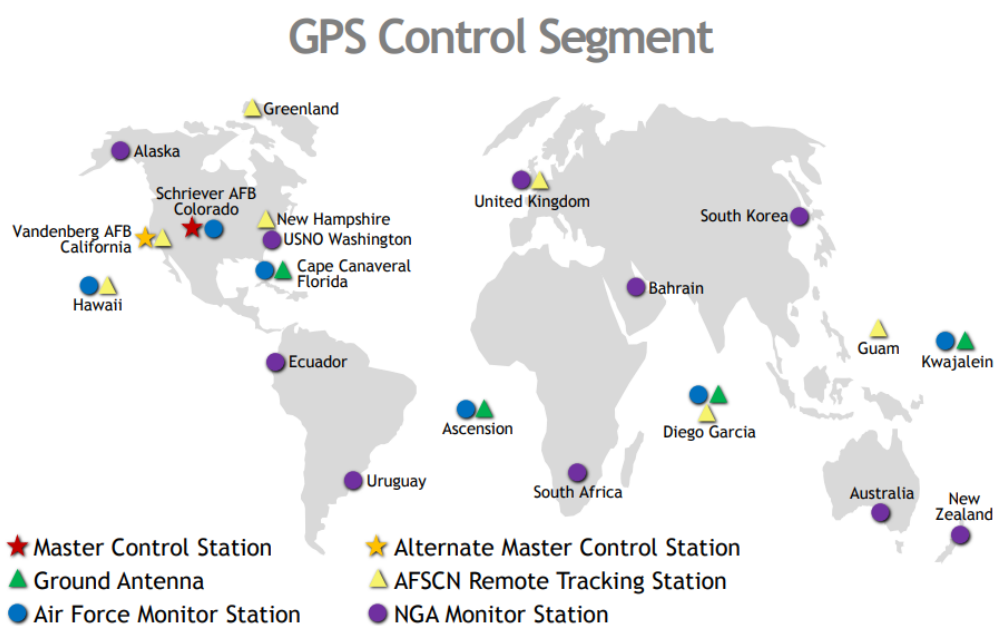 GPS Control Segment
Greenland
Alaska
Schriever AFB
Colorado
Vandenberg AFB
California
New Hampshire
USNO Washington
Cape Canaveral
Florida
Hawaii
United Kingdom
South Korea
Bahrain
Guam
Kwajalein
Ecuador
Ascension
Diego Garcia
Uruguay
South Africa
Australia
New
Zealand
Master Control Station
Alternate Master Control Station
Ground Antenna
AFSCN Remote Tracking Station
Air Force Monitor Station
NGA Monitor Station